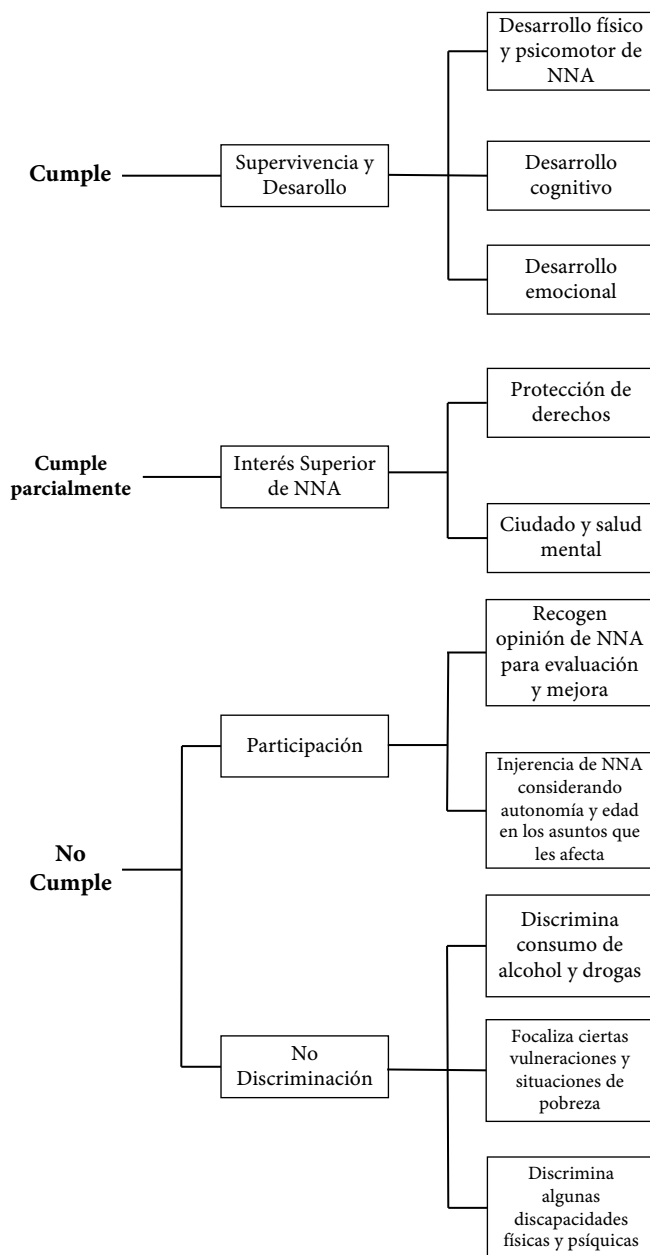 Cumple
Supervivencia y
Desarollo
Desarrollo físico
y psicomotor de
NNA
Desarrollo
cognitivo
Desarrollo
emocional
Cumple
parcialmente
Interés Superior
de NNA
Protección de
derechos
Ciudado y salud
mental
No
Cumple
Participación
Recogen
opinión de NNA
para evaluación
y mejora
Injerencia de NNA
considerando
autonomía y edad
en los asuntos que
les afecta
No
Discriminación
Discrimina
consumo de
alcohol y drogas
Focaliza ciertas
vulneraciones y
situaciones de
pobreza
Discrimina
algunas
discapacidades
físicas y psíquicas